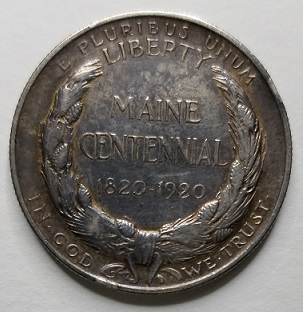 E PLURIBUS UNUM
LIBERTY
MAINE
CENTENNIAL
1820-1920
IN·GOD·WE·TRUST·